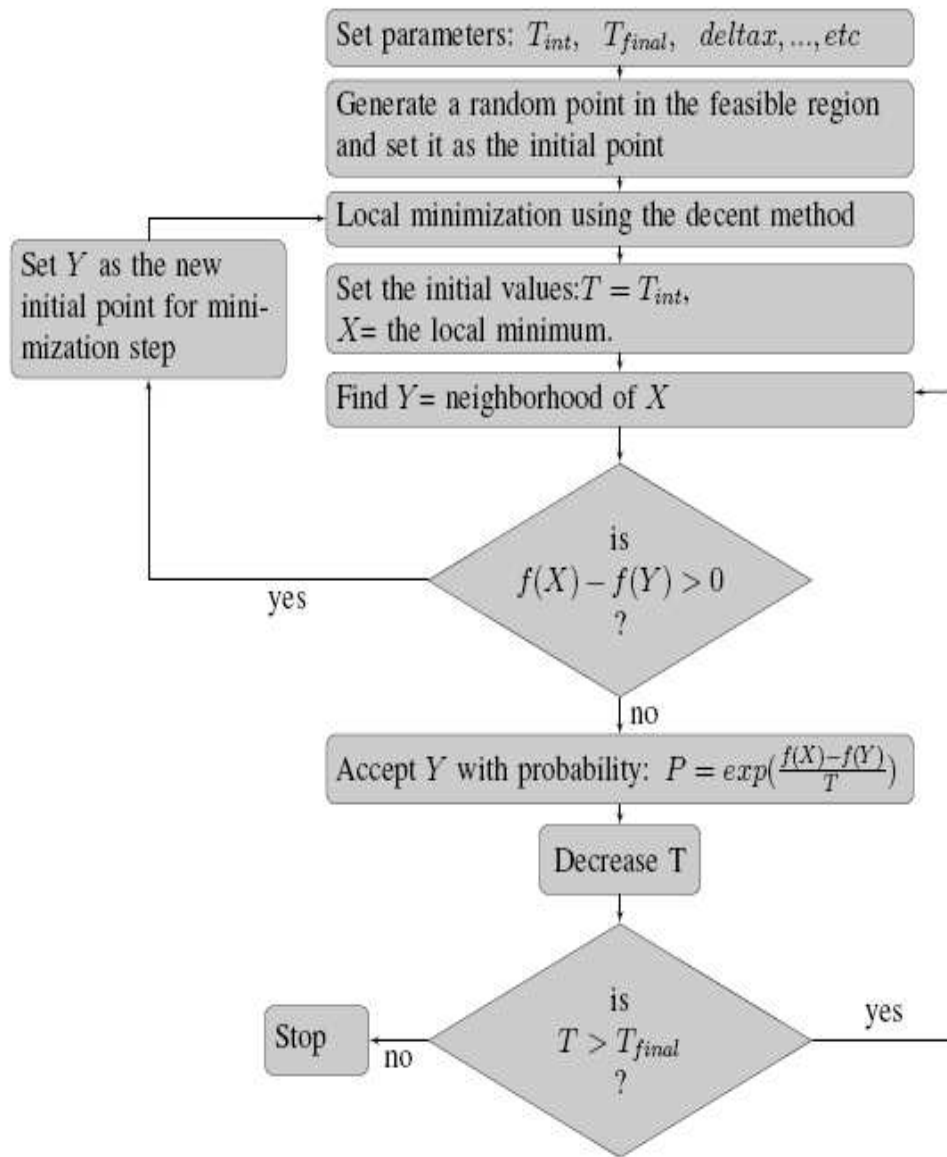 Set parameters: T_int, T_final, deltax, ..., etc
Generate a random point in the feasible region
and set it as the initial point
Local minimization using the decent method
Set Y as the new
initial point for mini-
mization step
Set the initial values:T = T_int,
X= the local minimum.
Find Y= neighborhood of X
is
f(X) − f(Y) > 0
?
yes
no
Accept Y with probability: P = exp(\frac{f(X)−f(Y)}{T})
Decrease T
is
T > T_final
?
yes
no
Stop